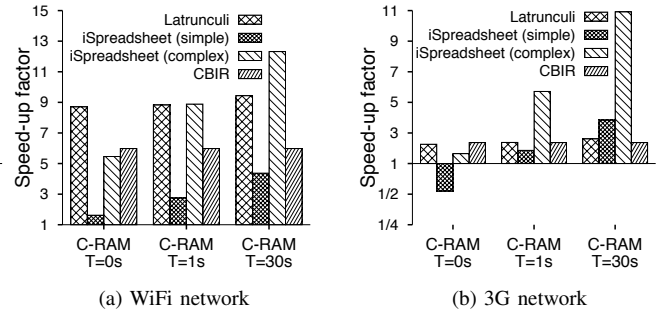 Speed-up factor
15
13
11
9
7
5
3
1
Latrunculi
iSpreadsheet (simple)
iSpreadsheet (complex)
CBIR
C-RAM
T=0s
C-RAM
T=1s
C-RAM
T=30s
(a) WiFi network
Speed-up factor
11
9
7
5
3
1
1/2
1/4
Latrunculi
iSpreadsheet (simple)
iSpreadsheet (complex)
CBIR
C-RAM
T=0s
C-RAM
T=1s
C-RAM
T=30s
(b) 3G network